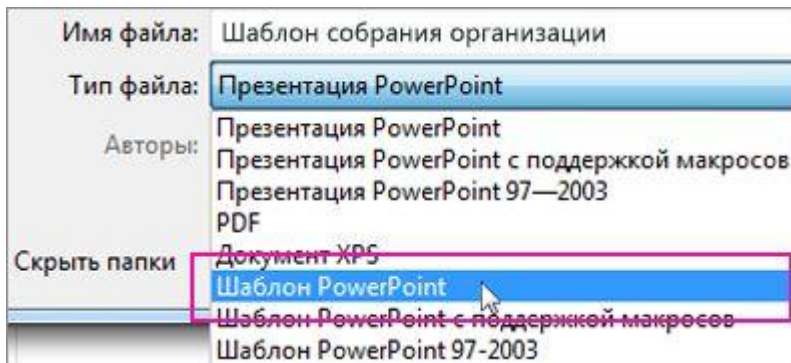 Имя файла: Шаблон собрания организации
Тип файла: Презентация PowerPoint
Авторы:
Презентация PowerPoint
Презентация PowerPoint с поддержкой макросов
Презентация PowerPoint 97—2003
PDF
Скрыть папки
Документ XPS
Шаблон PowerPoint
Шаблон PowerPoint с поддержкой макросов
Шаблон PowerPoint 97-2003